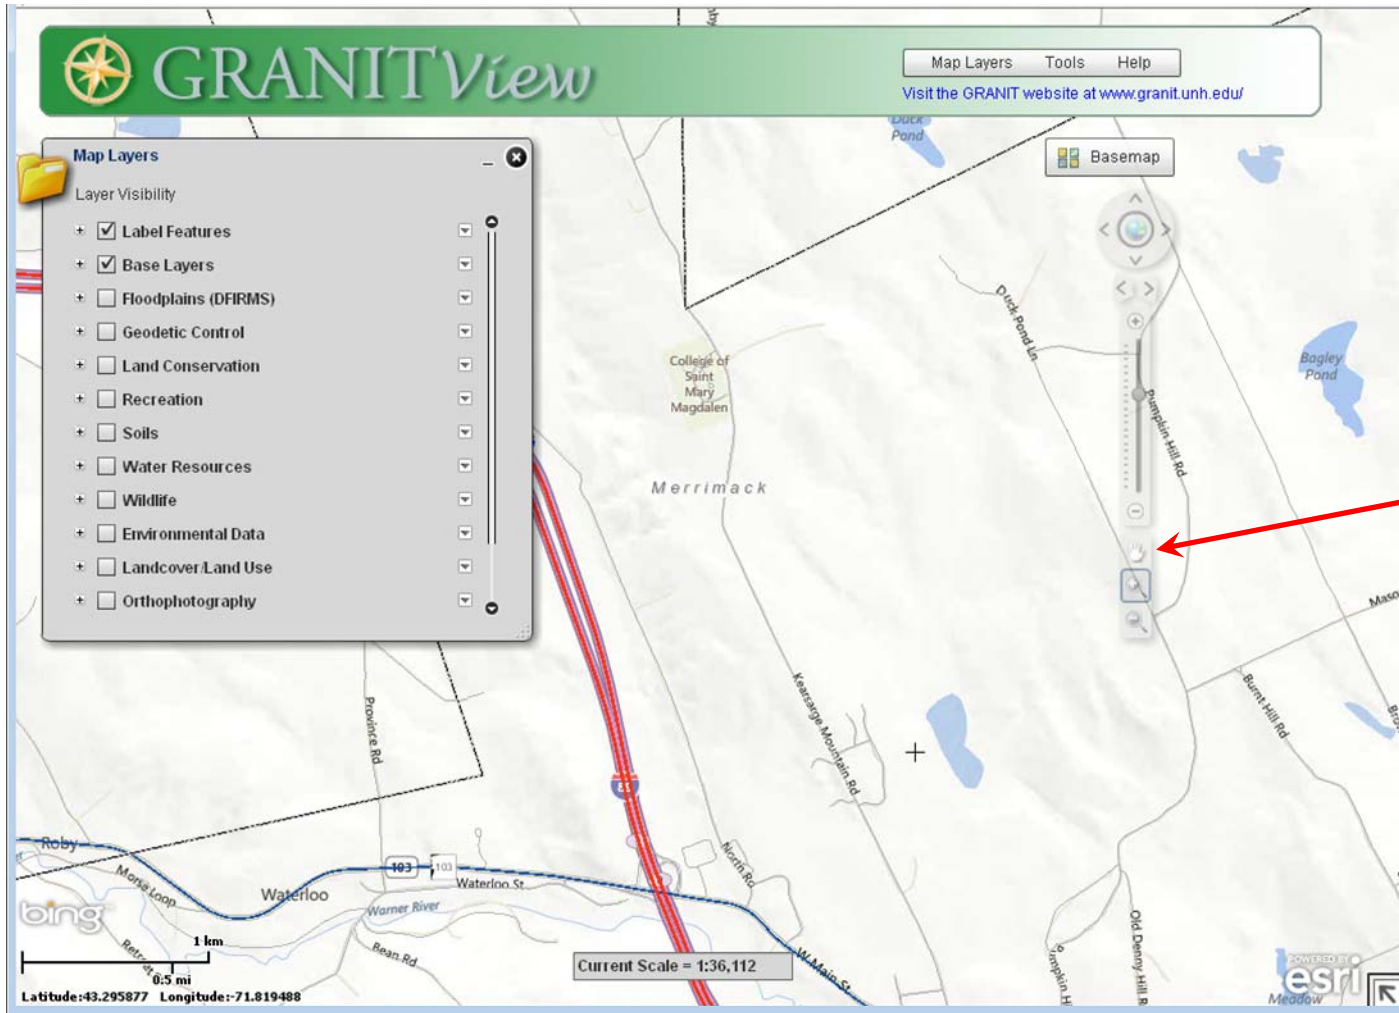 GRANITView
Map Layers Tools Help
Visit the GRANIT website at www.granit.unh.edu/
Duck
Pond
Basemap
Map Layers
Layer Visibility
Label Features
Base Layers
Floodplains (DFIRMS)
Geodetic Control
Land Conservation
Recreation
Soils
Water Resources
Wildlife
Environmental Data
Landcover/Land Use
Orthophotography
Duck Pond Ln
Bagley
Pond
College of
Saint
Mary
Magdalen
Pumpkin Hill Rd
Merrimack
Burnt Hill Rd
Kearsarge Mountain Rd
Province Rd
Roby
103
103
North Rd
Morse Loop
Waterloo
Waterloo St
Warner River
bing
Bean Rd
W Main St
Old Denny Hill R
1 km
0.5 mi
Current Scale = 1:36,112
Latitude:43.295877 Longitude:-71.819488
POWERED BY
esri
Meadow